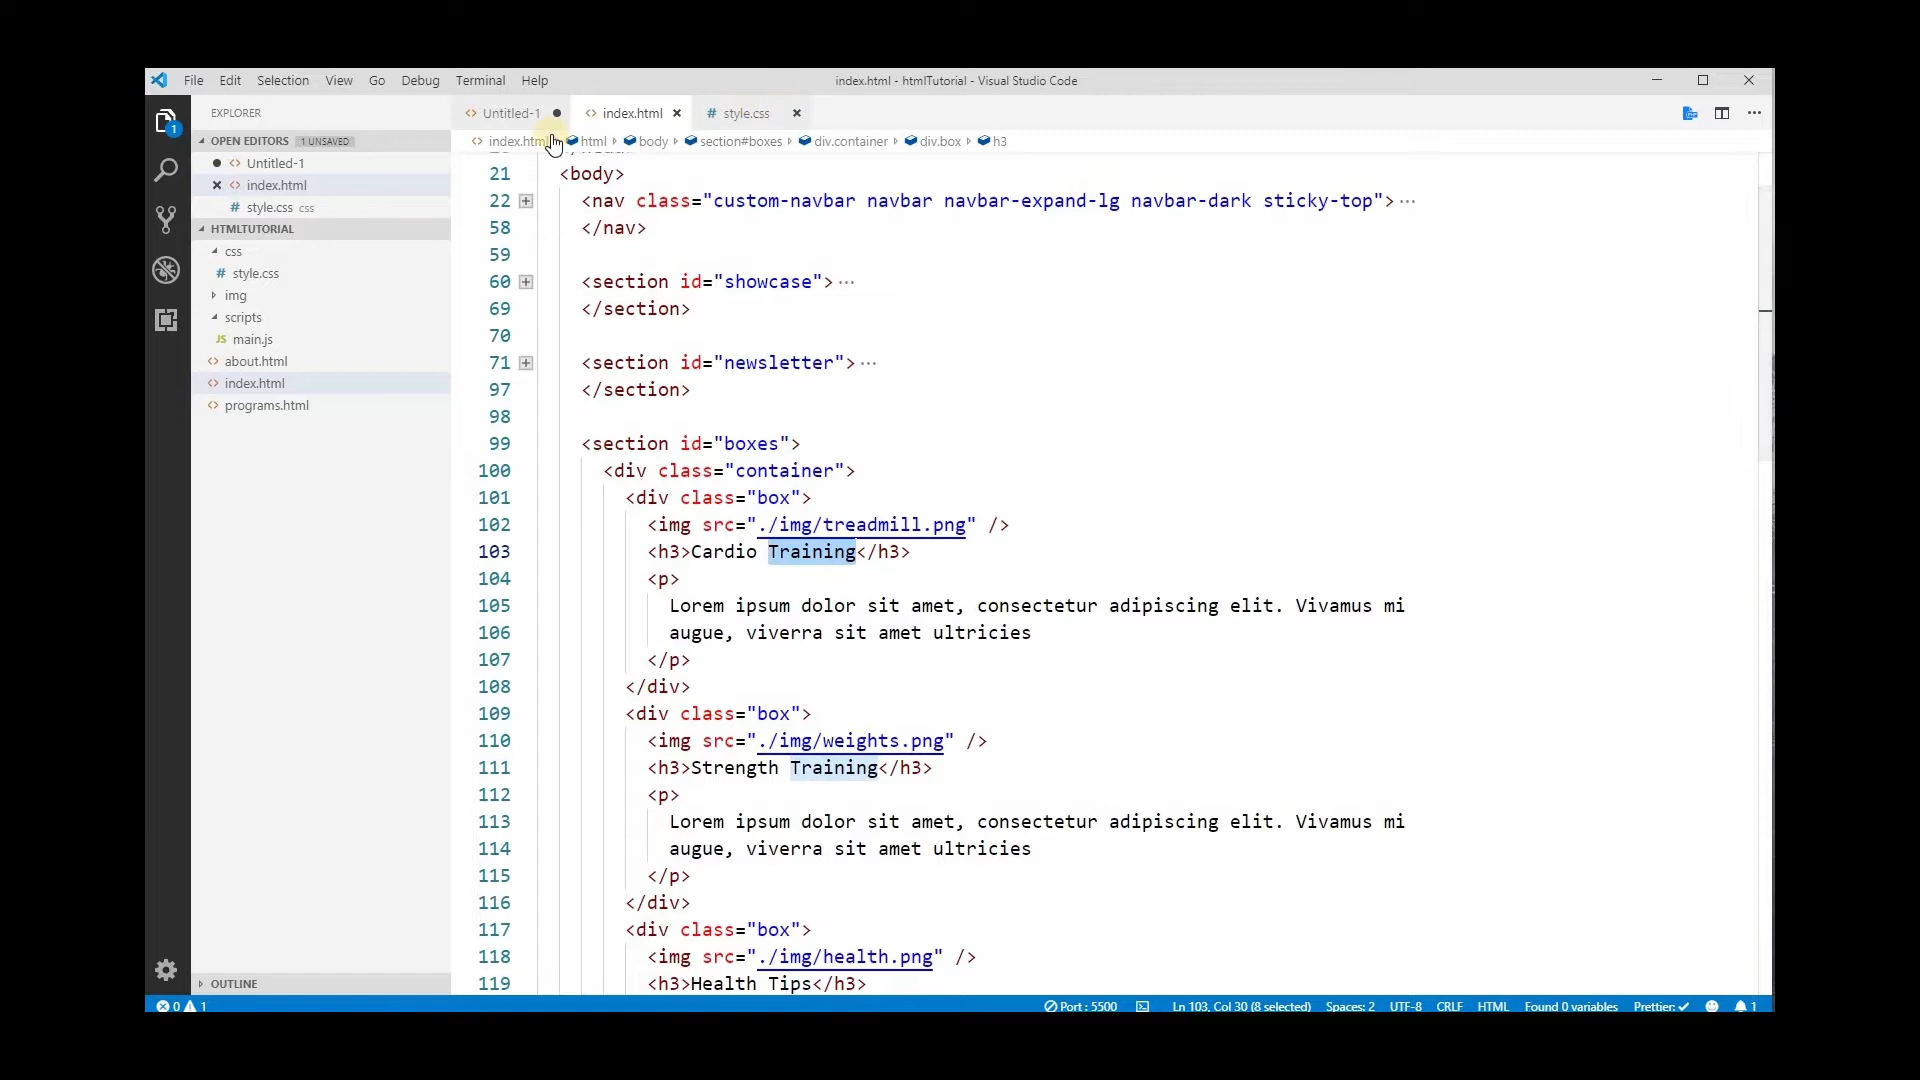 File Edit Selection View Go Debug Terminal Help
index.html - htmlTutorial - Visual Studio Code
EXPLORER
Untitled-1 index.html style.css
OPEN EDITORS 1 UNSAVED
Untitled-1
index.html
style.css css
HTMLTUTORIAL
css
style.css
img
scripts
JS main.js
about.html
index.html
programs.html
OUTLINE
index.html html body section#boxes div.container div.box h3
21 <body>
22 <nav class="custom-navbar navbar navbar-expand-lg navbar-dark sticky-top">...
58 </nav>
59
60 <section id="showcase">...
69 </section>
70
71 <section id="newsletter">...
97 </section>
98
99 <section id="boxes">
100 <div class="container">
101 <div class="box">
102 <img src="./img/treadmill.png" />
103 <h3>Cardio Training</h3>
104 <p>
105 Lorem ipsum dolor sit amet, consectetur adipiscing elit. Vivamus mi
106 augue, viverra sit amet ultricies
107 </p>
108 </div>
109 <div class="box">
110 <img src="./img/weights.png" />
111 <h3>Strength Training</h3>
112 <p>
113 Lorem ipsum dolor sit amet, consectetur adipiscing elit. Vivamus mi
114 augue, viverra sit amet ultricies
115 </p>
116 </div>
117 <div class="box">
118 <img src="./img/health.png" />
119 <h3>Health Tips</h3>
0 1 Port : 5500 Ln 103, Col 30 (8 selected) Spaces: 2 UTF-8 CRLF HTML Found 0 variables Prettier: ✓ 1